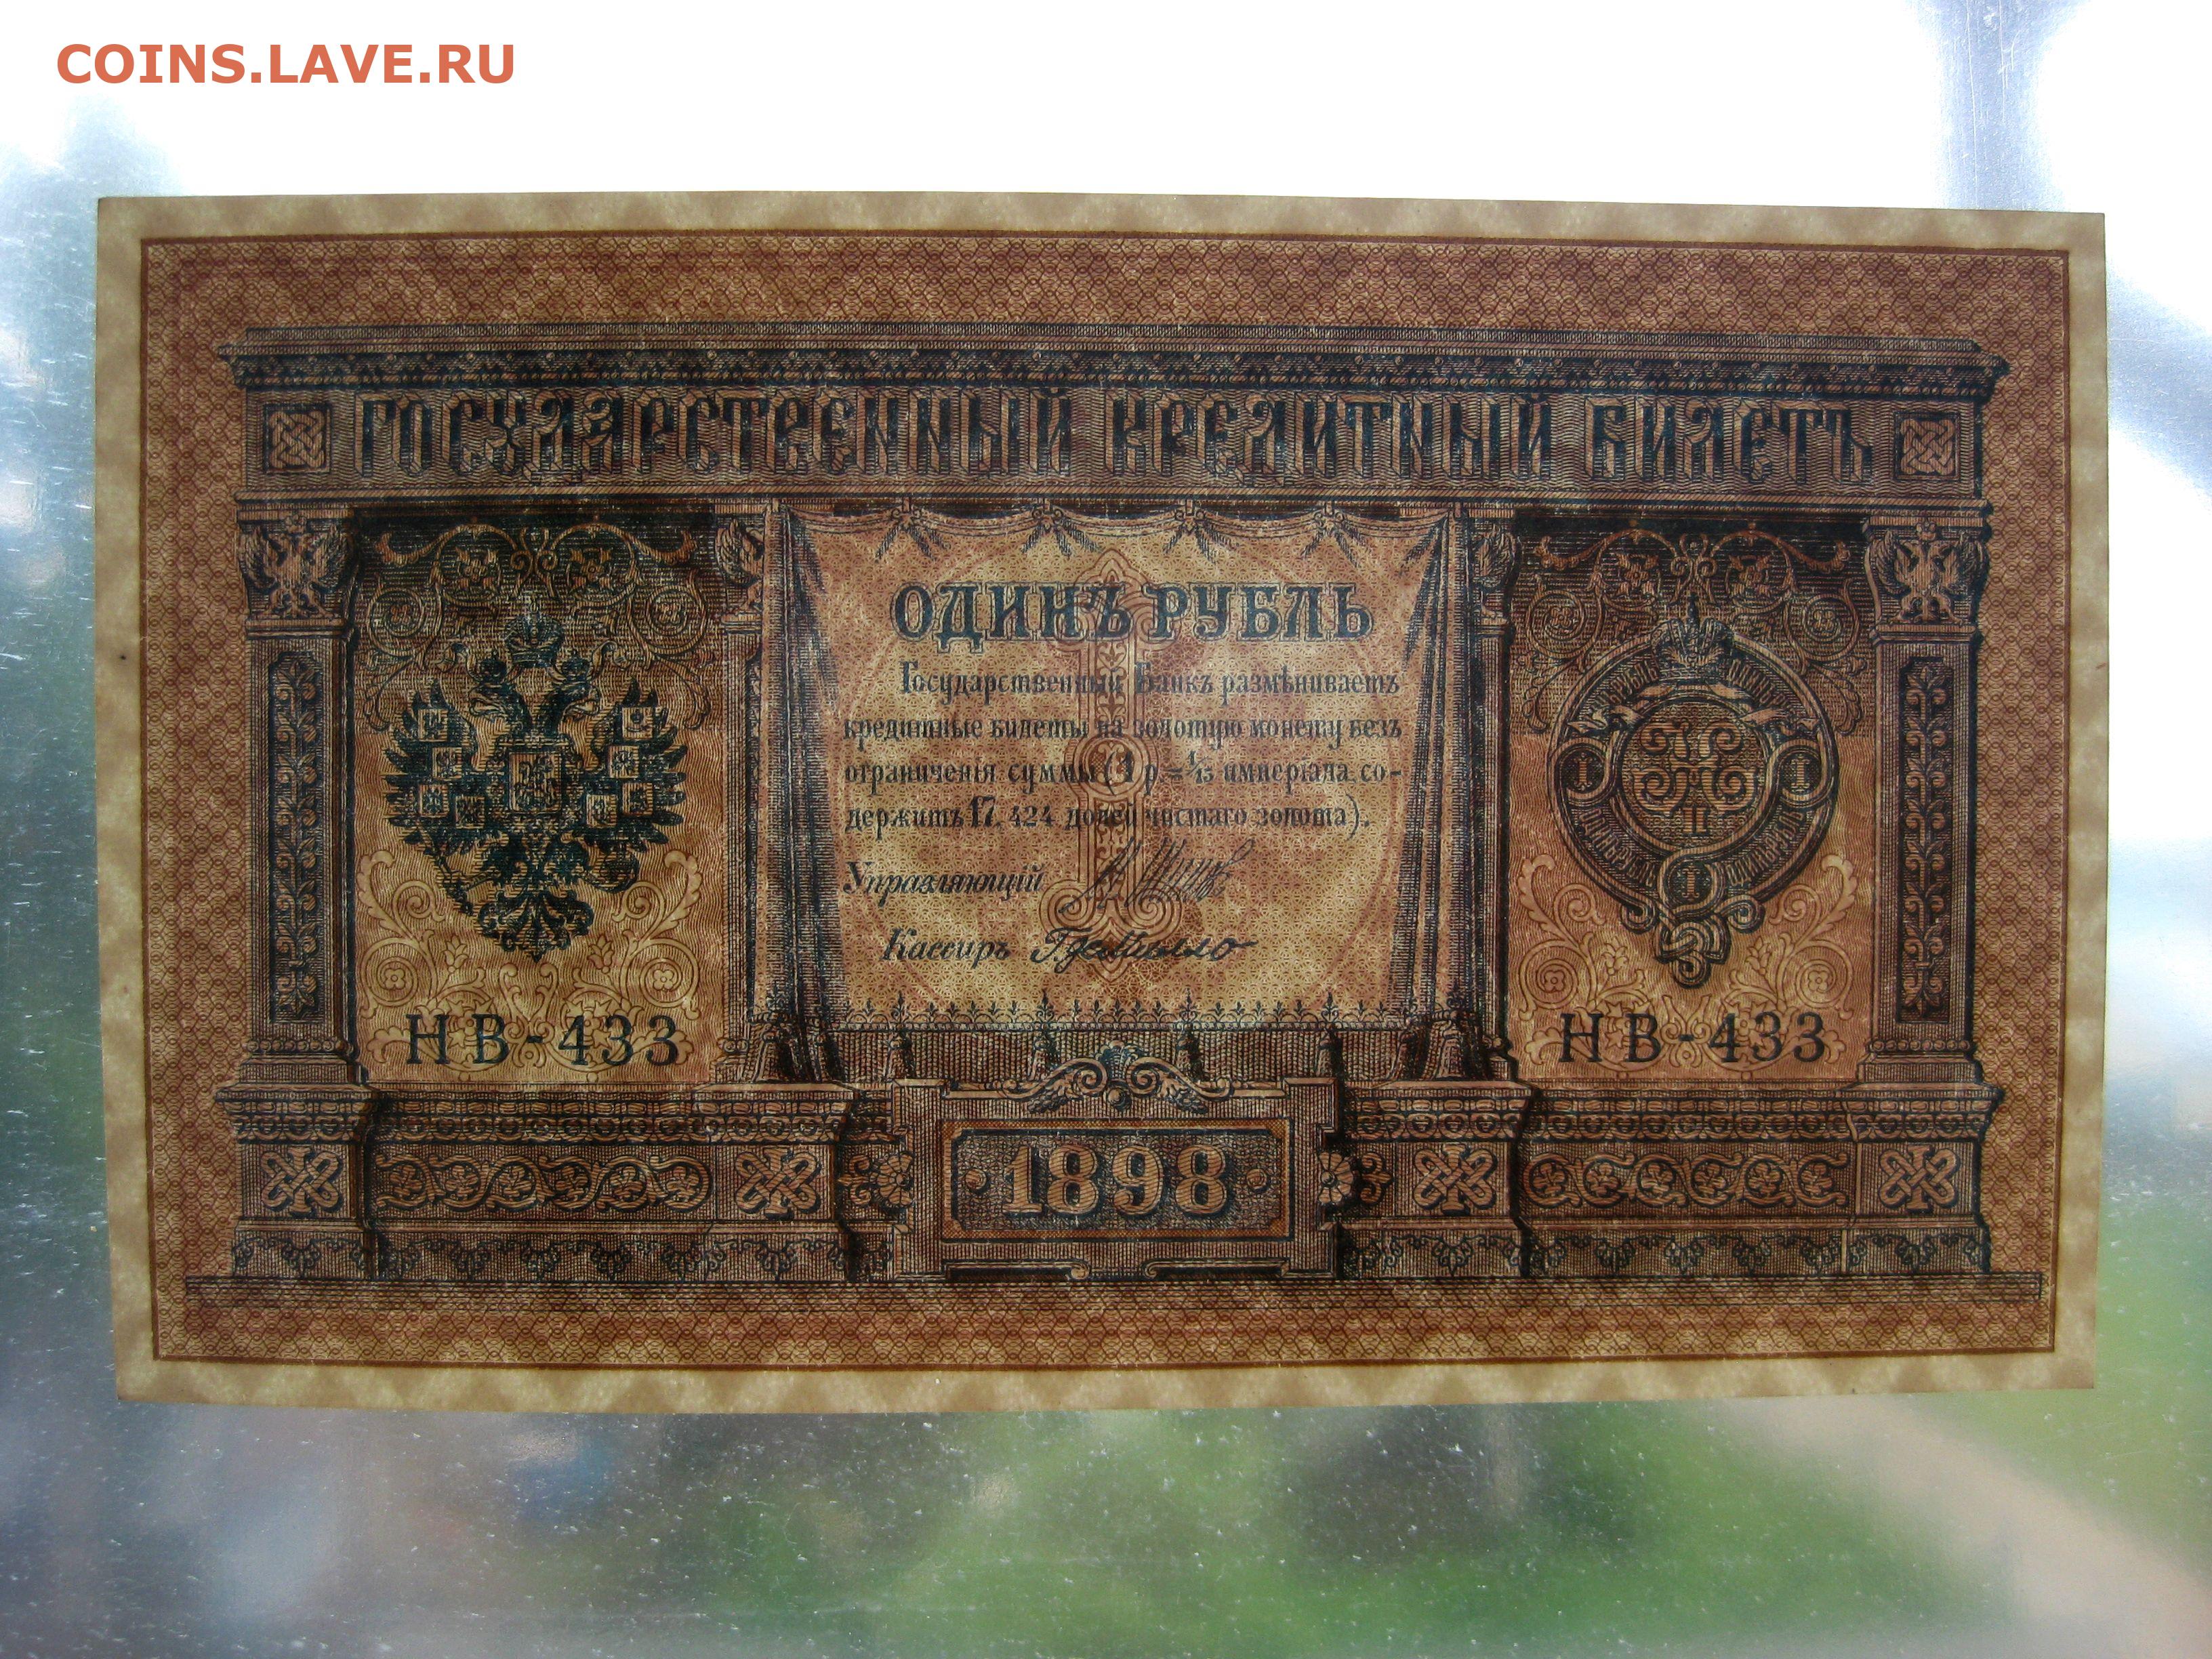 COINS.LAVE.RU
ГОСУДАРСТВЕННЫЙ КРЕДИТНЫЙ БИЛЕТЪ
ОДИНЪ РУБЛЬ
Государственный Банкъ размѣниваетъ
кредитные билеты на золотую монету безъ
ограниченія суммы (1 р. = 1/15 имперіала, со-
держитъ 17,424 долей чистаго золота).
Управляющій
Кассиръ
НВ-433
НВ-433
1898